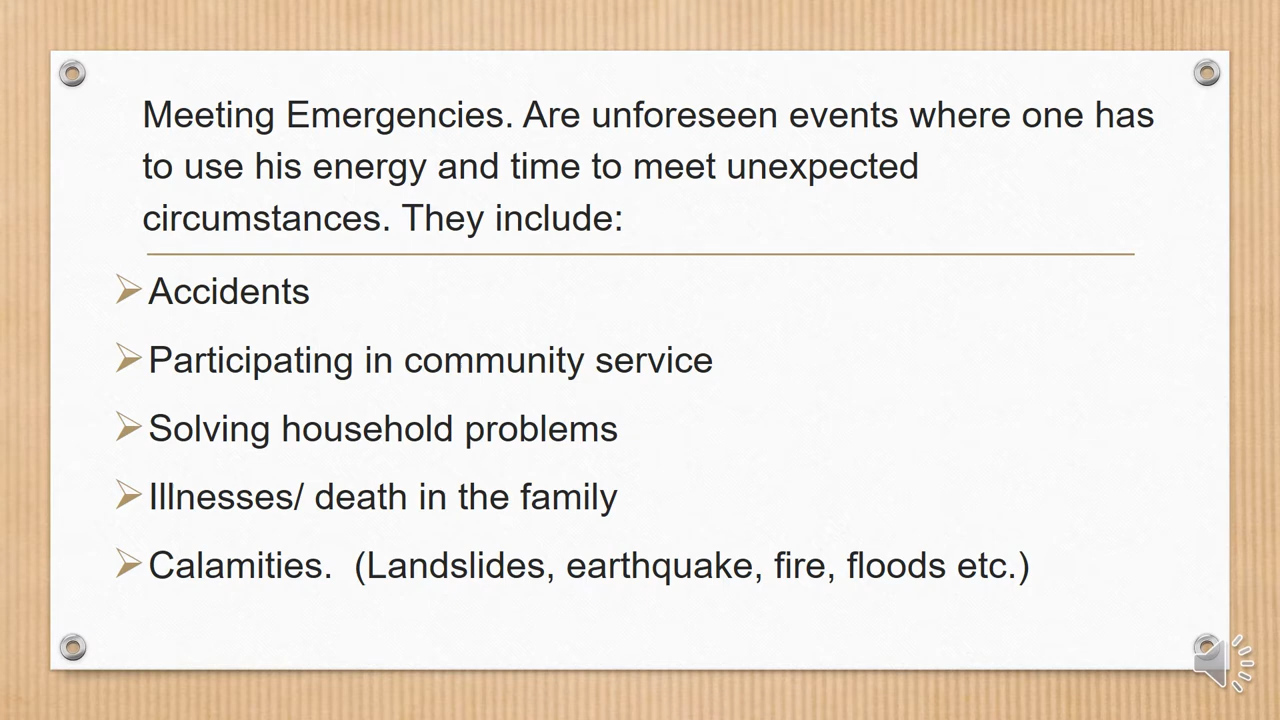 Meeting Emergencies. Are unforeseen events where one has
to use his energy and time to meet unexpected
circumstances. They include:
Accidents
Participating in community service
Solving household problems
Illnesses/ death in the family
Calamities.  (Landslides, earthquake, fire, floods etc.)